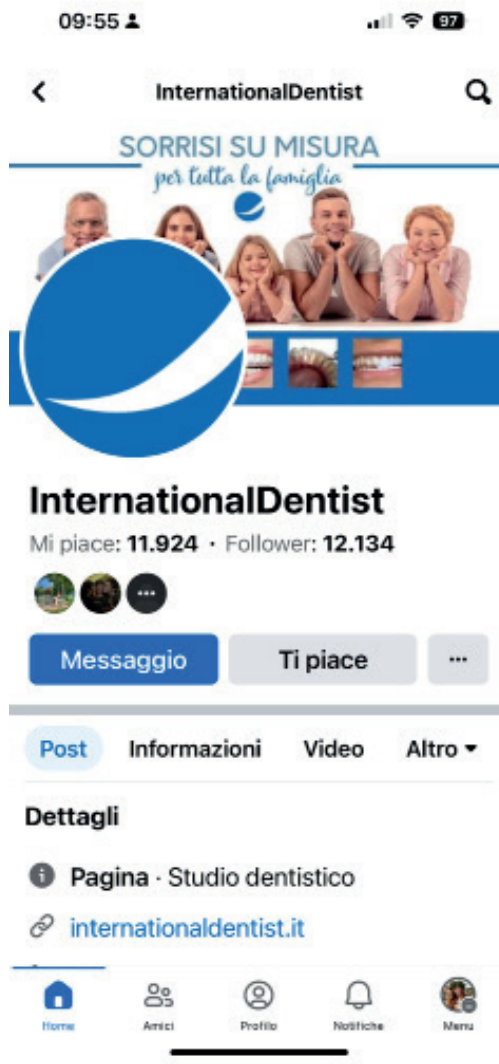 09:55
97
InternationalDentist
SORRISI SU MISURA
per tutta la famiglia
InternationalDentist
Mi piace: 11.924 · Follower: 12.134
Messaggio
Ti piace
Post Informazioni Video Altro
Dettagli
Pagina · Studio dentistico
internationaldentist.it
Home Amici Profilo Notifiche Menu